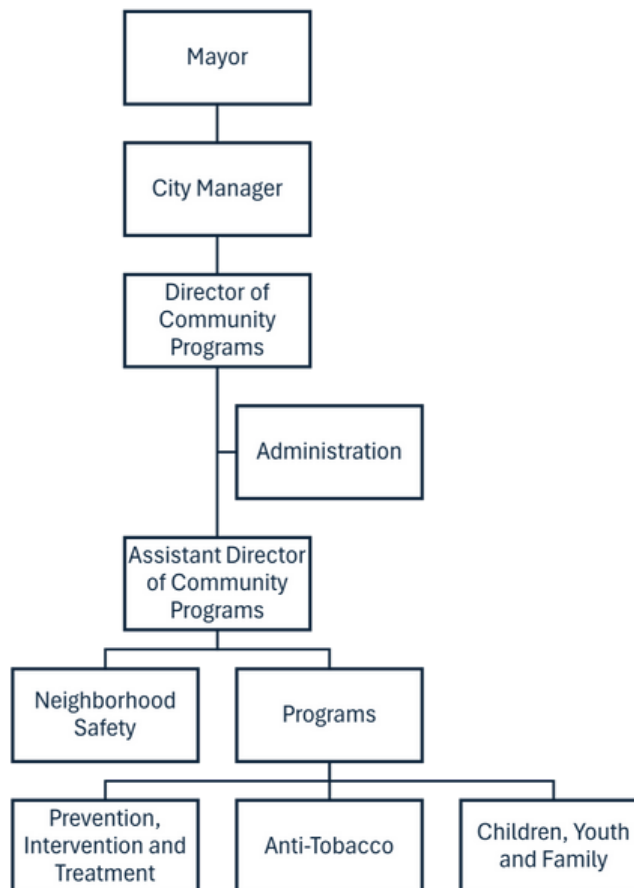 Mayor
City Manager
Director of
Community
Programs
Administration
Assistant Director
of Community
Programs
Neighborhood
Safety
Programs
Prevention,
Intervention and
Treatment
Anti-Tobacco
Children, Youth
and Family